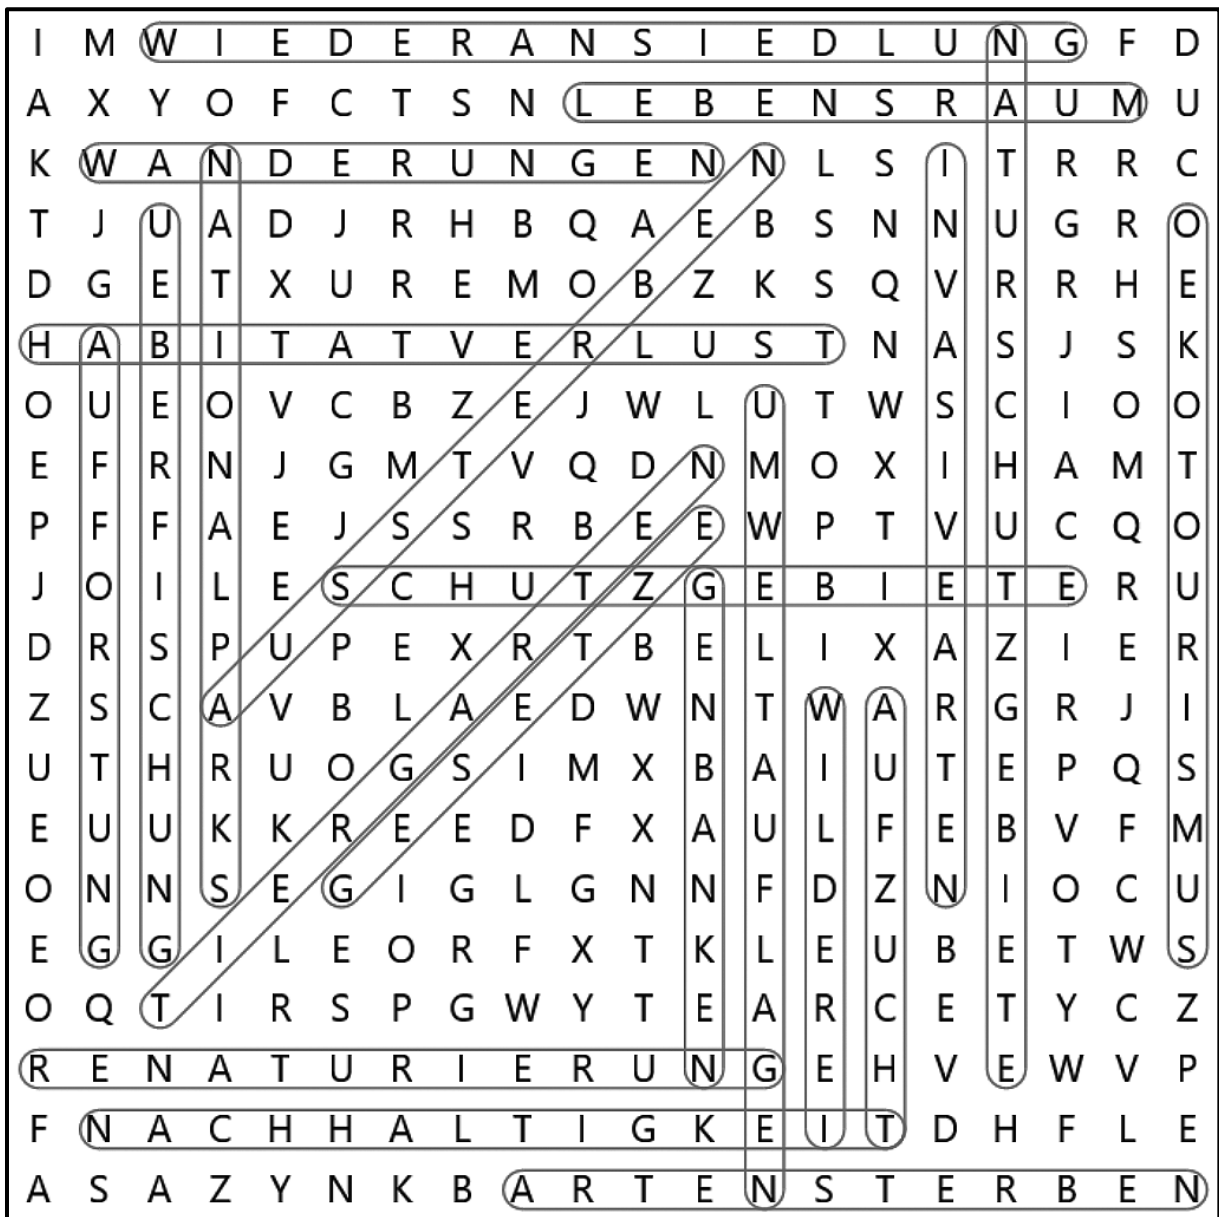 I M W I E D E R A N S I E D L U N G F D
A X Y O F C T S N L E B E N S R A U M U
K W A N D E R U N G E N N L S I T R R C
T J U A D J R H B Q A E B S N N U G R O
D G E T X U R E M O B Z K S Q V R R H E
H A B I T A T V E R L U S T N A S J S K
O U E O V C B Z E J W L U T W S C I O O
E F R N J G M T V Q D N M O X I H A M T
P F F A E J S S R B E E W P T V U C Q O
J O I L E S C H U T Z G E B I E T E R U
D R S P U P E X R T B E L I X A Z I E R
Z S C A V B L A E D W N T W A R G R J I
U T H R U O G S I M X B A I U T E P Q S
E U U K K R E E D F X A U L F E B V F M
O N N S E G I G L G N N F D Z N I O C U
E G G I L E O R F X T K L E U B E T W S
O Q T I R S P G W Y T E A R C E T Y C Z
R E N A T U R I E R U N G E H V E W V P
F N A C H H A L T I G K E I T D H F L E
A S A Z Y N K B A R T E N S T E R B E N